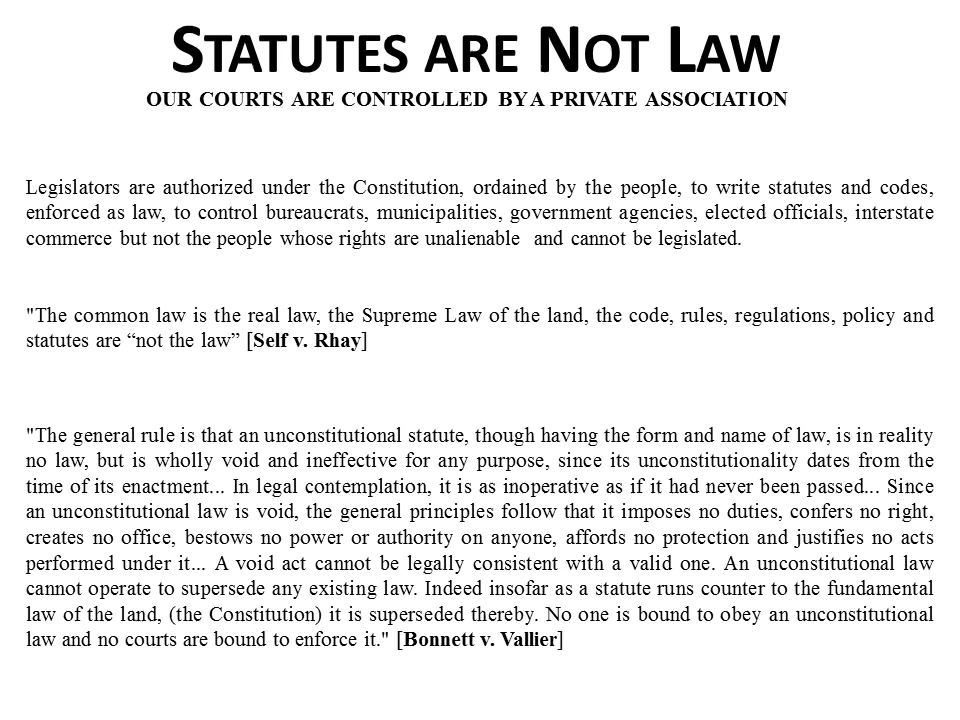 STATUTES ARE NOT LAW
OUR COURTS ARE CONTROLLED BY A PRIVATE ASSOCIATION
Legislators are authorized under the Constitution, ordained by the people, to write statutes and codes,
enforced as law, to control bureaucrats, municipalities, government agencies, elected officials, interstate
commerce but not the people whose rights are unalienable and cannot be legislated.
"The common law is the real law, the Supreme Law of the land, the code, rules, regulations, policy and
statutes are “not the law” [Self v. Rhay]
"The general rule is that an unconstitutional statute, though having the form and name of law, is in reality
no law, but is wholly void and ineffective for any purpose, since its unconstitutionality dates from the
time of its enactment... In legal contemplation, it is as inoperative as if it had never been passed... Since
an unconstitutional law is void, the general principles follow that it imposes no duties, confers no right,
creates no office, bestows no power or authority on anyone, affords no protection and justifies no acts
performed under it... A void act cannot be legally consistent with a valid one. An unconstitutional law
cannot operate to supersede any existing law. Indeed insofar as a statute runs counter to the fundamental
law of the land, (the Constitution) it is superseded thereby. No one is bound to obey an unconstitutional
law and no courts are bound to enforce it." [Bonnett v. Vallier]